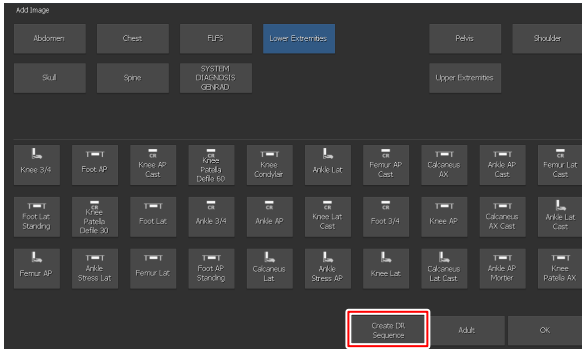 Add Image
Abdomen
Chest
FLFS
Lower Extremities
Pelvis
Shoulder
Skull
Spine
SYSTEM
DIAGNOSIS
GENRAD
Upper Extremities
Knee 3/4
Foot AP
CR
Knee AP
Cast
CR
Knee
Patella
Defile 60
Knee
Condylair
Ankle Lat
CR
Femur AP
Cast
Calcaneus
AX
Ankle AP
Cast
CR
Femur Lat
Cast
Foot Lat
Standing
CR
Knee
Patella
Defile 30
Foot Lat
CR
Ankle 3/4
CR
Ankle AP
CR
Knee Lat
Cast
CR
Foot 3/4
CR
Knee AP
Calcaneus
AX Cast
Ankle Lat
Cast
Femur AP
Ankle
Stress Lat
Femur Lat
Foot AP
Standing
Calcaneus
Lat
Ankle
Stress AP
Knee Lat
Calcaneus
Lat Cast
Ankle AP
Mortier
Knee
Patella AX
Create DR
Sequence
Adult
OK